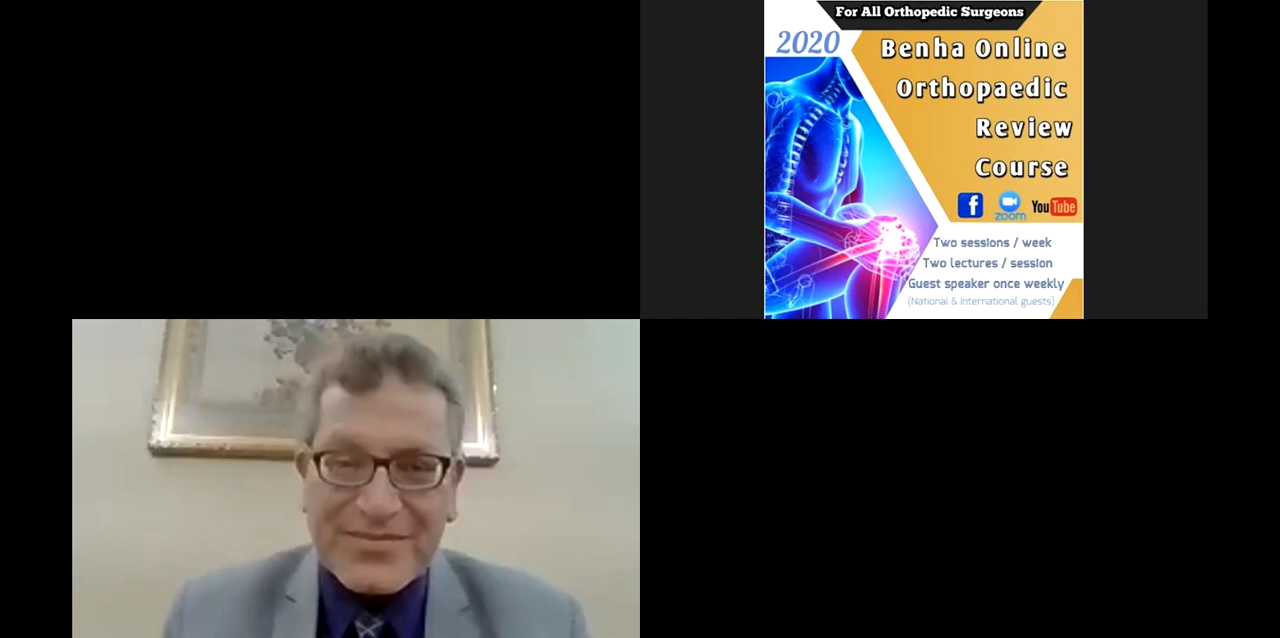 For All Orthopedic Surgeons
2020
Benha Online
Orthopaedic
Review
Course
f
zoom
YouTube
Two sessions / week
Two lectures / session
Guest speaker once weekly
(National & International guests)